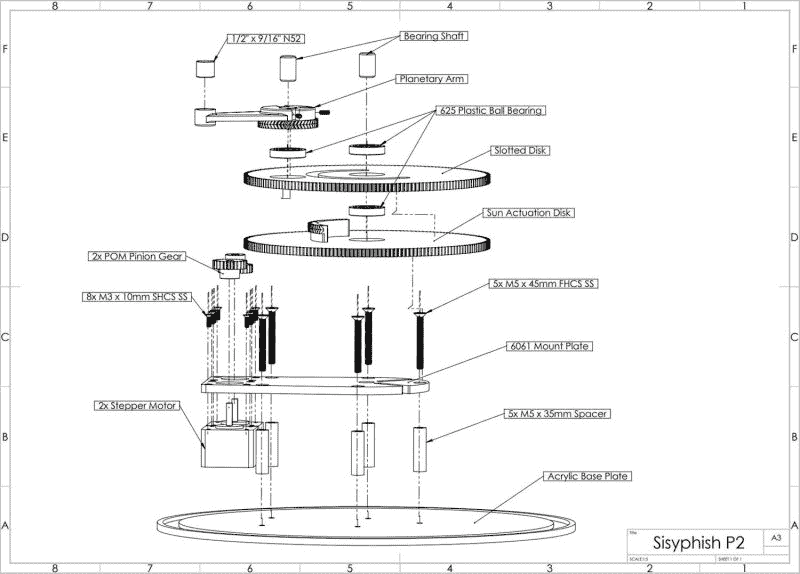 8 7 6 5 4 3 2 1
F F
1/2" x 9/16" N52
Bearing Shaft
Planetary Arm
625 Plastic Ball Bearing
E E
Slotted Disk
Sun Actuation Disk
D D
2x POM Pinion Gear
5x M5 x 45mm FHCS SS
8x M3 x 10mm SHCS SS
C C
6061 Mount Plate
2x Stepper Motor
5x M5 x 35mm Spacer
B B
Acrylic Base Plate
A A
Title
Sisyphish P2
A3
SCALE:1:5
SHEET 1 OF 1
8 7 6 5 4 3 2 1